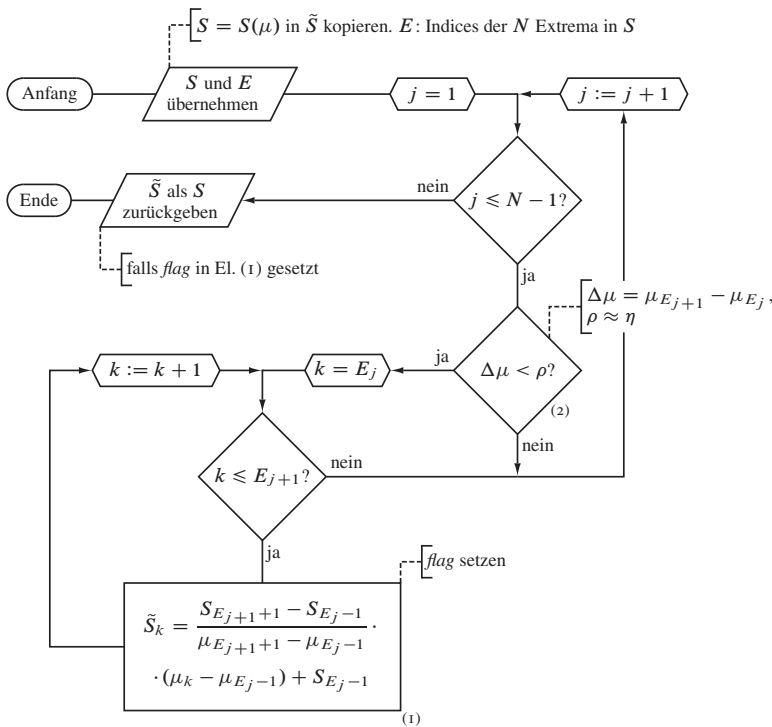 S = S(μ) in S̃ kopieren. E: Indices der N Extrema in S
Anfang
S und E
übernehmen
j = 1
j := j + 1
Ende
S̃ als S
zurückgeben
nein
j ⩽ N − 1?
falls flag in El. (1) gesetzt
ja
Δμ = μ_{E_{j+1}} − μ_{E_j},
ρ ≈ η
k := k + 1
k = E_j
ja
Δμ < ρ?
(2)
nein
k ⩽ E_{j+1}?
nein
ja
flag setzen
S̃_k = \frac{S_{E_{j+1}+1} − S_{E_j−1}}{μ_{E_{j+1}+1} − μ_{E_j−1}} ·
· (μ_k − μ_{E_j−1}) + S_{E_j−1}
(1)